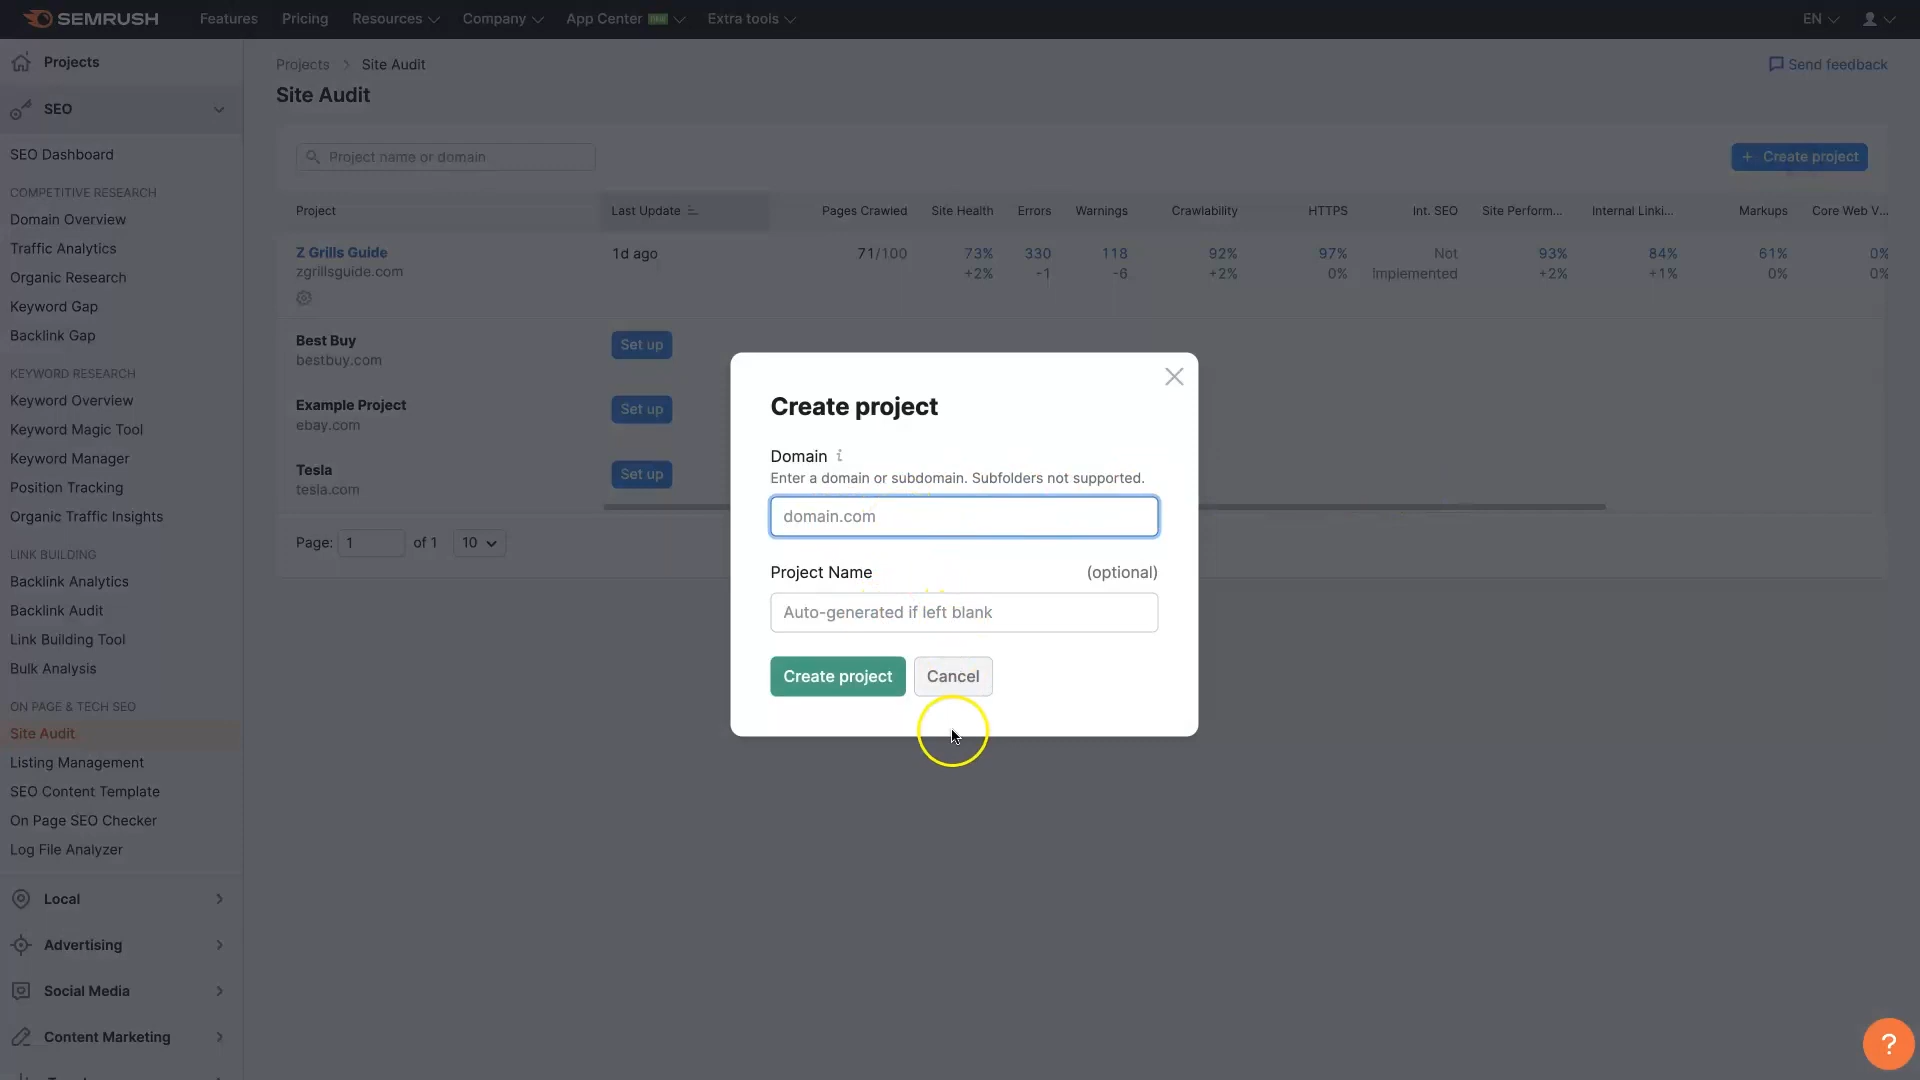 SEMRUSH Features Pricing Resources Company App Center NEW Extra tools EN
Projects
SEO
SEO Dashboard
COMPETITIVE RESEARCH
Domain Overview
Traffic Analytics
Organic Research
Keyword Gap
Backlink Gap
KEYWORD RESEARCH
Keyword Overview
Keyword Magic Tool
Keyword Manager
Position Tracking
Organic Traffic Insights
LINK BUILDING
Backlink Analytics
Backlink Audit
Link Building Tool
Bulk Analysis
ON PAGE & TECH SEO
Site Audit
Listing Management
SEO Content Template
On Page SEO Checker
Log File Analyzer
Local
Advertising
Social Media
Content Marketing
Projects > Site Audit Send feedback
Site Audit
Project name or domain + Create project
Project Last Update Pages Crawled Site Health Errors Warnings Crawlability HTTPS Int. SEO Site Perform... Internal Linki... Markups Core Web V...
Z Grills Guide 1d ago 71/100 73% 330 118 92% 97% Not 93% 84% 61% 0%
zgrillsguide.com +2% -1 -6 +2% 0% Implemented +2% +1% 0% 0%
Best Buy Set up
bestbuy.com
Example Project Set up
ebay.com
Tesla Set up
tesla.com
Page: 1 of 1 10
Create project
Domain i
Enter a domain or subdomain. Subfolders not supported.
domain.com
Project Name (optional)
Auto-generated if left blank
Create project Cancel
?